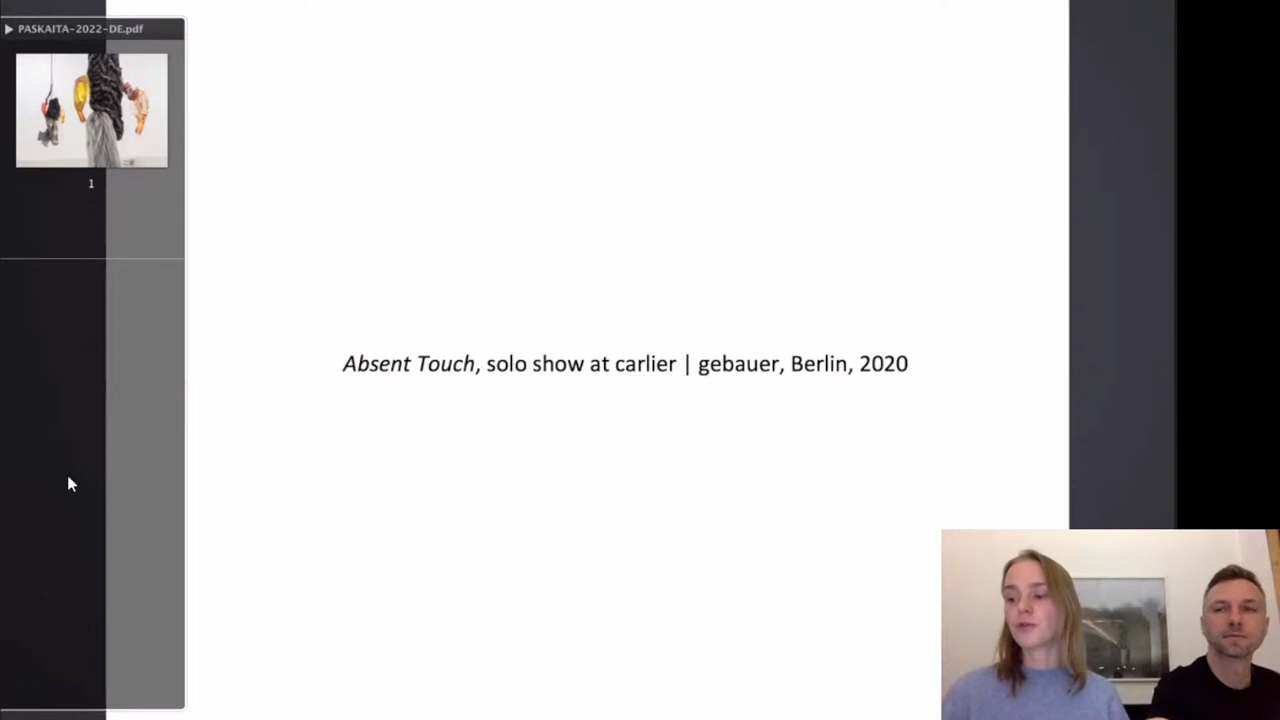 PASKAITA-2022-DE.pdf
1
Absent Touch, solo show at carlier | gebauer, Berlin, 2020